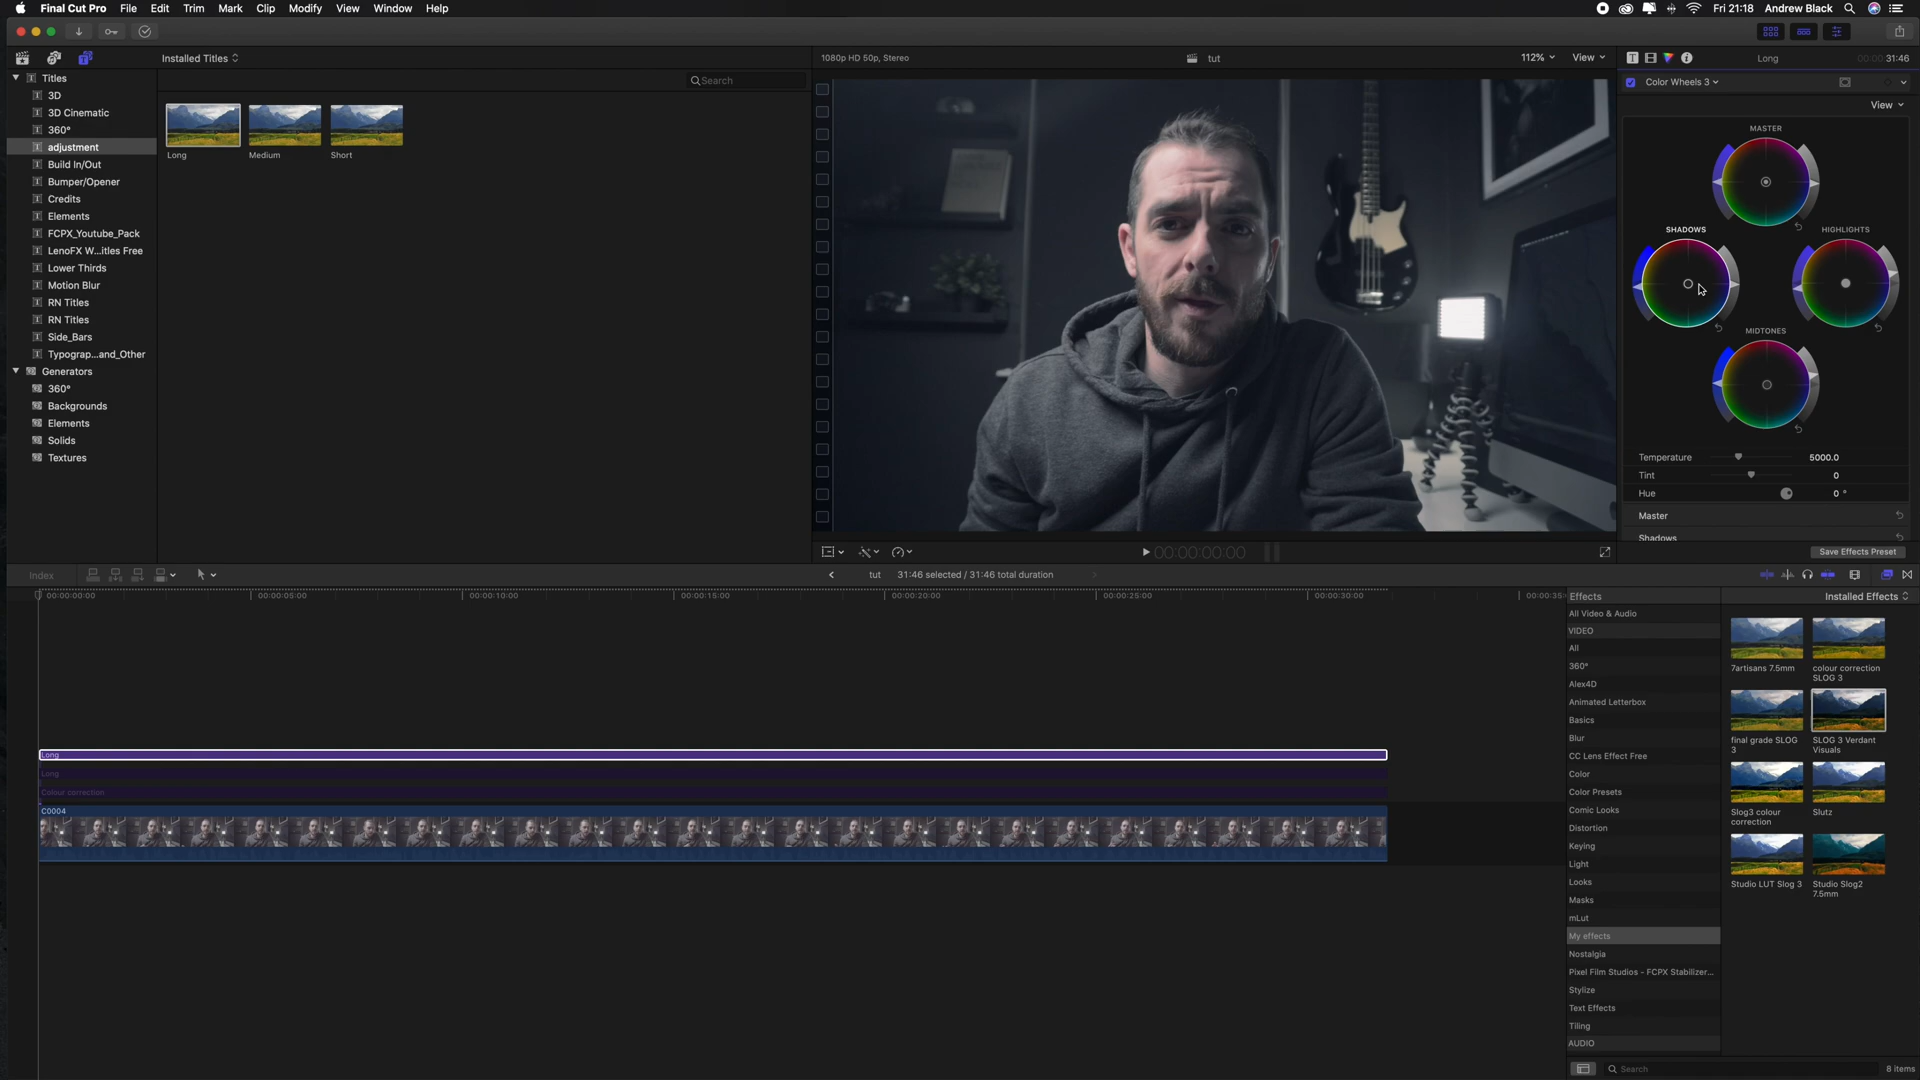 Final Cut Pro File Edit Trim Mark Clip Modify View Window Help
Fri 21:18 Andrew Black
Installed Titles
1080p HD 50p, Stereo
tut
112% View
Long
31:46
Titles
Search
Color Wheels 3
3D
View
3D Cinematic
360°
MASTER
adjustment
Long Medium Short
Build In/Out
Bumper/Opener
Credits
Elements
FCPX_Youtube_Pack
SHADOWS HIGHLIGHTS
LenoFX W...itles Free
Lower Thirds
Motion Blur
RN Titles
RN Titles
MIDTONES
Side_Bars
Typograp...and_Other
Generators
360°
Backgrounds
Elements
Solids
Textures
Temperature 5000.0
Tint 0
Hue 0 °
Master
Shadows
00:00:00:00
Save Effects Preset
Index
tut 31:46 selected / 31:46 total duration
00:00:00:00 00:00:05:00 00:00:10:00 00:00:15:00 00:00:20:00 00:00:25:00 00:00:30:00 00:00:35:
Effects Installed Effects
All Video & Audio
VIDEO
All
360°
Alex4D
Animated Letterbox
Basics
Blur
CC Lens Effect Free
Color
Color Presets
Comic Looks
Distortion
Keying
Light
Looks
Masks
mLut
My effects
Nostalgia
Pixel Film Studios - FCPX Stabilizer...
Stylize
Text Effects
Tiling
AUDIO
7artisans 7.5mm
colour correction
SLOG 3
final grade SLOG
3
SLOG 3 Verdant
Visuals
Slog3 colour
correction
Slutz
Studio LUT Slog 3
Studio Slog2
7.5mm
Search
8 items
Long
Long
Colour correction
C0004